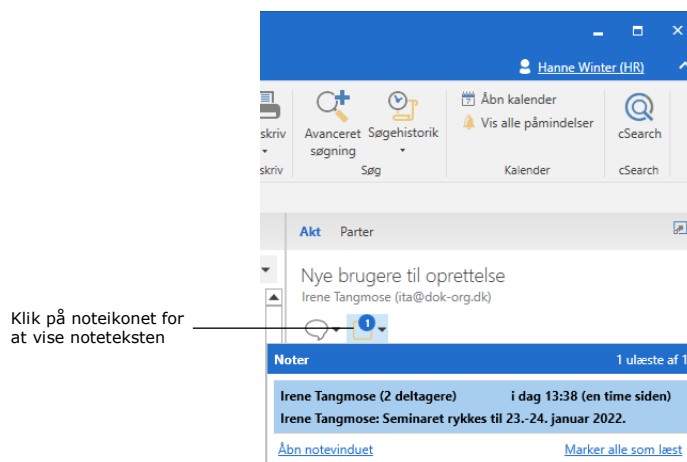 Hanne Winter (HR)
skriv
Avanceret søgning
Søgehistorik
Åbn kalender
Vis alle påmindelser
cSearch
skriv
Søg
Kalender
cSearch
Akt Parter
Nye brugere til oprettelse
Irene Tangmose (ita@dok-org.dk)
1
Klik på noteikonet for
at vise noteteksten
Noter 1 ulæste af 1
Irene Tangmose (2 deltagere) i dag 13:38 (en time siden)
Irene Tangmose: Seminaret rykkes til 23.-24. januar 2022.
Åbn notevinduet Marker alle som læst